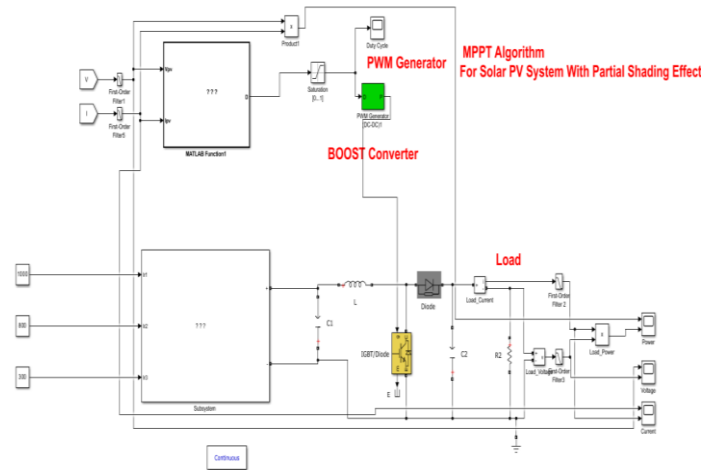 Product1
Duty Cycle
MPPT Algorithm
For Solar PV System With Partial Shading Effect
PWM Generator
V
First-Order
Filter1
Vpv
? ? ?
D
Saturation
[0...1]
PWM Generator
(DC-DC)1
I
First-Order
Filter5
Ipv
MATLAB Function1
BOOST Converter
Load
1000
In1
L
Diode
Load_Current
First-Order
Filter 2
800
In2
? ? ?
C1
IGBT/Diode
C2
R2
Load_Voltage
First-Order
Filter3
Load_Power
Power
300
In3
E
Voltage
Subsystem
Current
Continuous